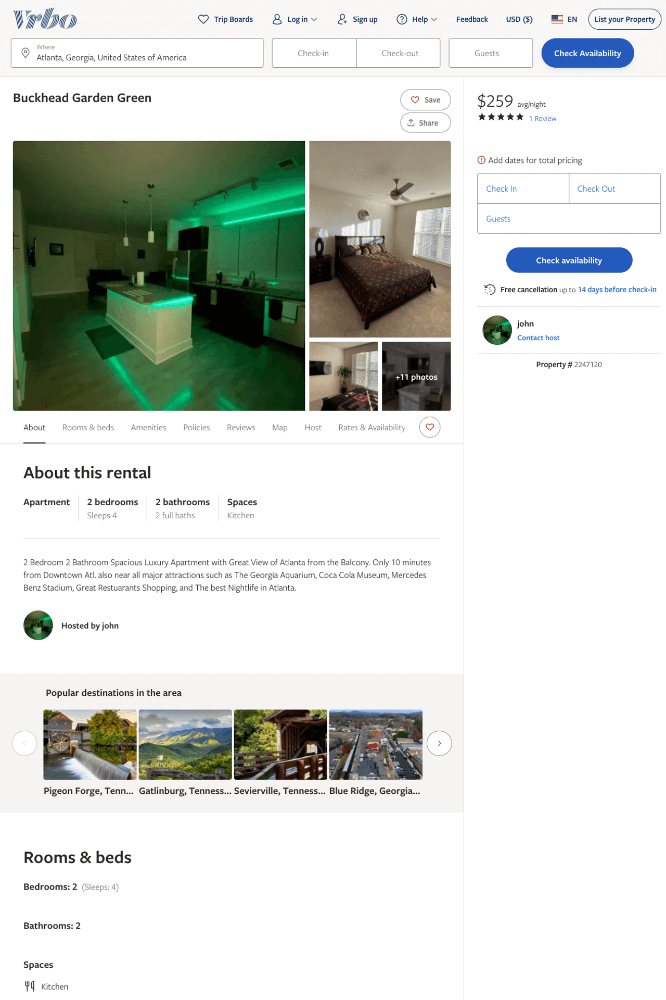 Vrbo
Trip Boards
Log in
Sign up
Help
Feedback
USD ($)
EN
List your Property
Where
Atlanta, Georgia, United States of America
Check-in
Check-out
Guests
Check Availability
Buckhead Garden Green
Save
Share
+11 photos
$259 avg/night
1 Review
Add dates for total pricing
Check In
Check Out
Guests
Check availability
Free cancellation up to 14 days before check-in
john
Contact host
Property # 2247120
About
Rooms & beds
Amenities
Policies
Reviews
Map
Host
Rates & Availability
About this rental
Apartment
2 bedrooms
Sleeps 4
2 bathrooms
2 full baths
Spaces
Kitchen
2 Bedroom 2 Bathroom Spacious Luxury Apartment with Great View of Atlanta from the Balcony. Only 10 minutes
from Downtown Atl. also near all major attractions such as The Georgia Aquarium, Coca Cola Museum, Mercedes
Benz Stadium, Great Restuarants Shopping, and The best Nightlife in Atlanta.
Hosted by john
Popular destinations in the area
Pigeon Forge, Tenn...
Gatlinburg, Tenness...
Sevierville, Tenness...
Blue Ridge, Georgia...
Rooms & beds
Bedrooms: 2 (Sleeps: 4)
Bathrooms: 2
Spaces
Kitchen